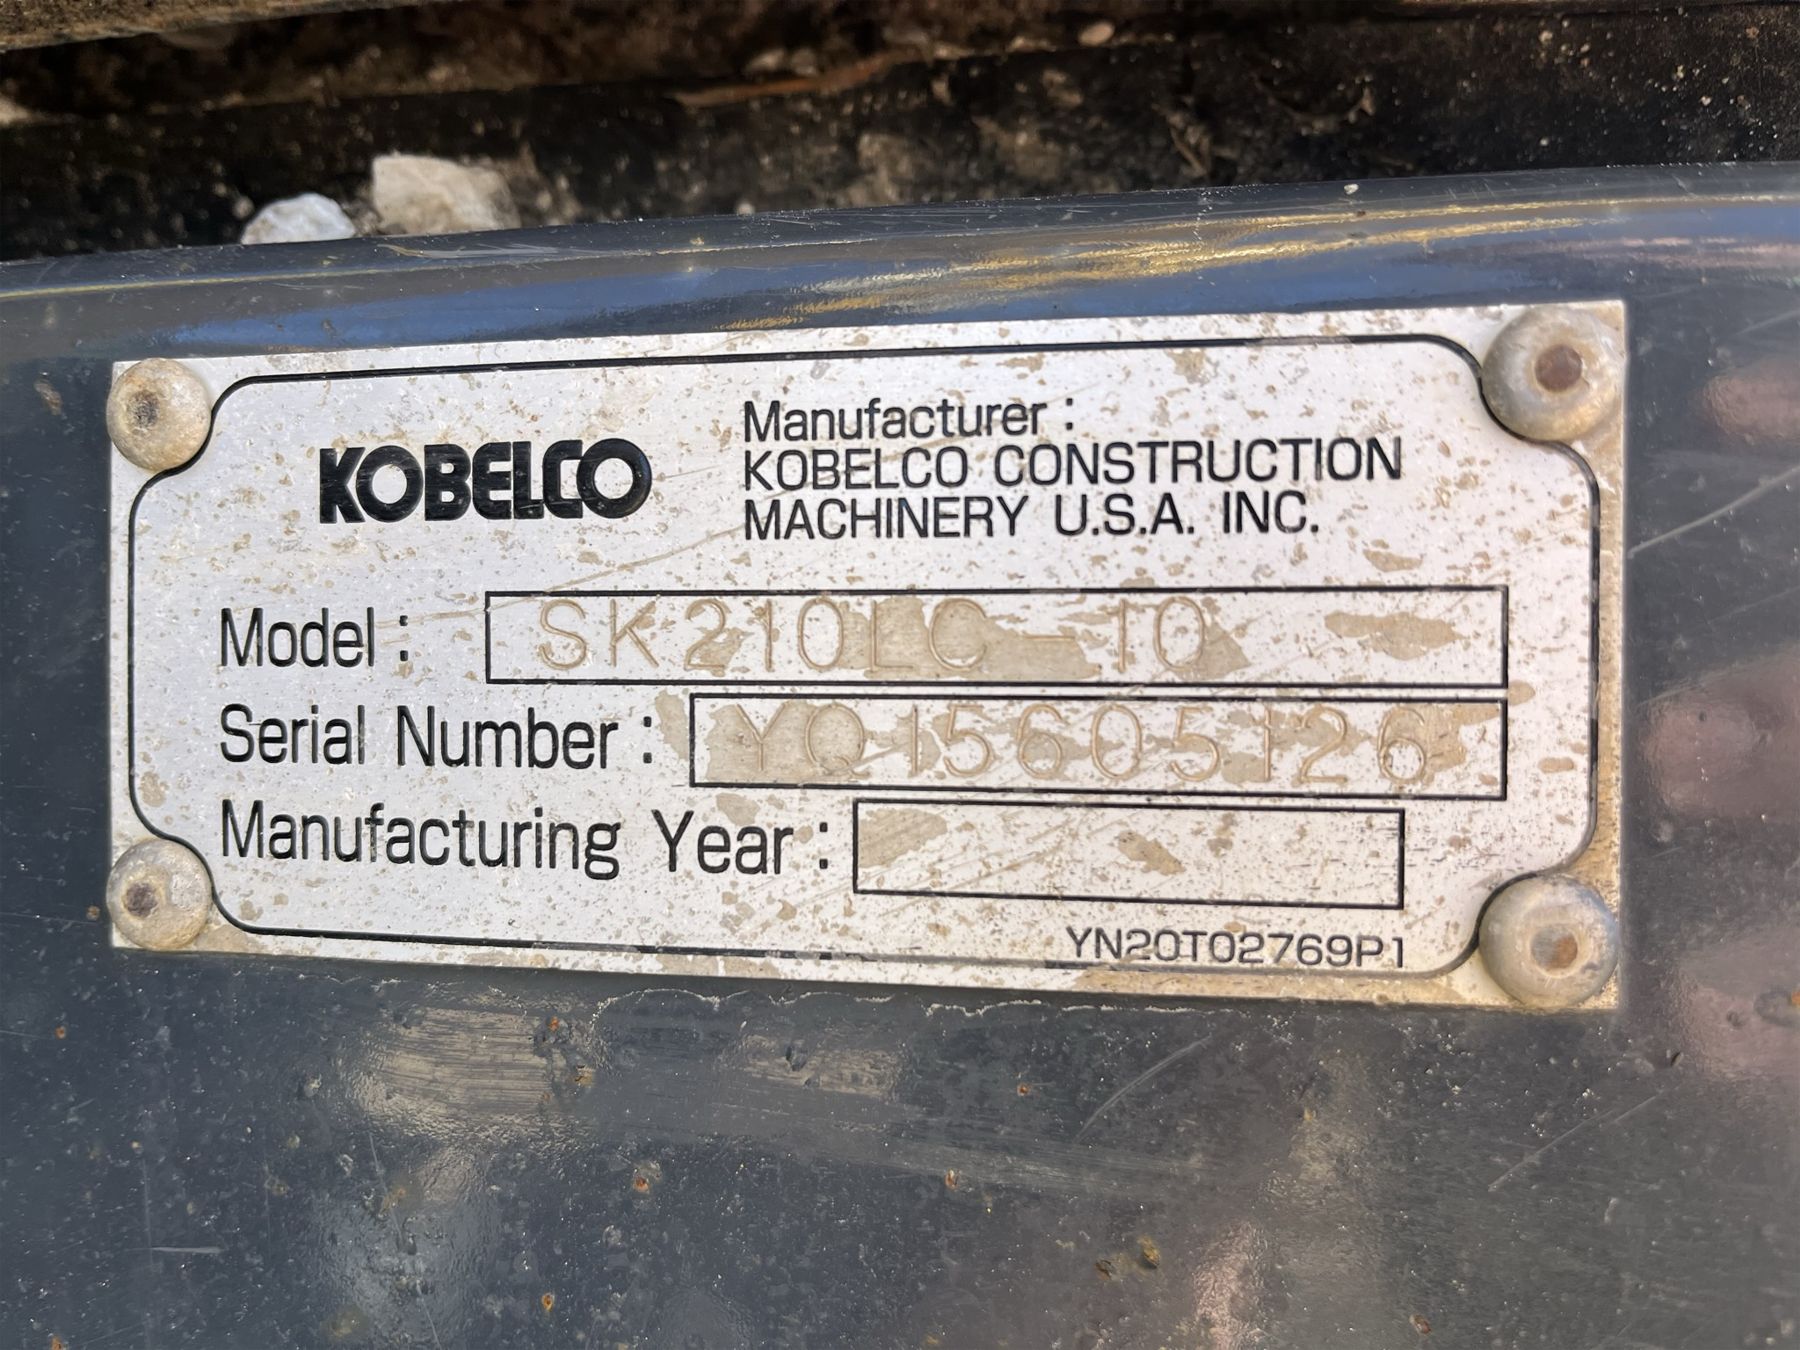 KOBELCO
Manufacturer :
KOBELCO CONSTRUCTION
MACHINERY U.S.A. INC.
Model : SK210LC-10
Serial Number : YQ15605126
Manufacturing Year :
YN20T02769P1